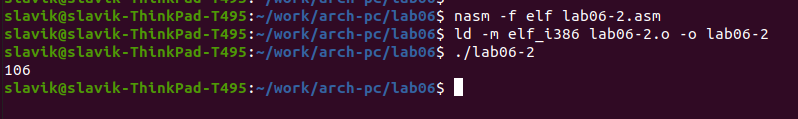 slavik@slavik-ThinkPad-T495:~/work/arch-pc/lab06$ nasm -f elf lab06-2.asm
slavik@slavik-ThinkPad-T495:~/work/arch-pc/lab06$ ld -m elf_i386 lab06-2.o -o lab06-2
slavik@slavik-ThinkPad-T495:~/work/arch-pc/lab06$ ./lab06-2
106
slavik@slavik-ThinkPad-T495:~/work/arch-pc/lab06$